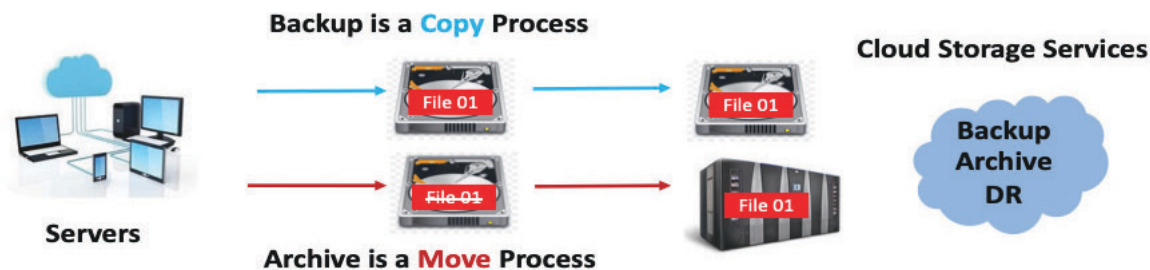 Backup is a Copy Process
Cloud Storage Services
File 01
File 01
Backup
Archive
DR
File 01
File 01
Servers
Archive is a Move Process